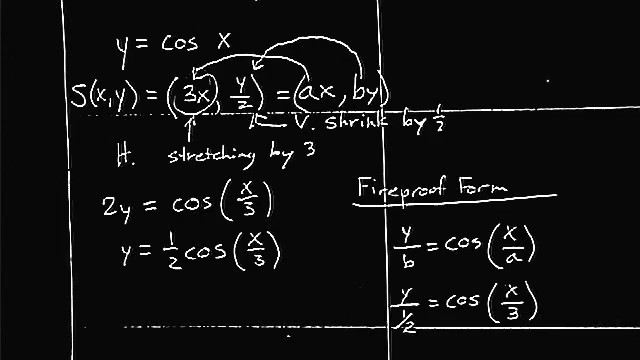 y = cos x
S(x,y) = (3x, y/2) = (ax, by)
V. shrink by 1/2
H. stretching by 3
2y = cos(x/3)
y = 1/2 cos(x/3)
Fireproof Form
y/b = cos(x/a)
y/(1/2) = cos(x/3)